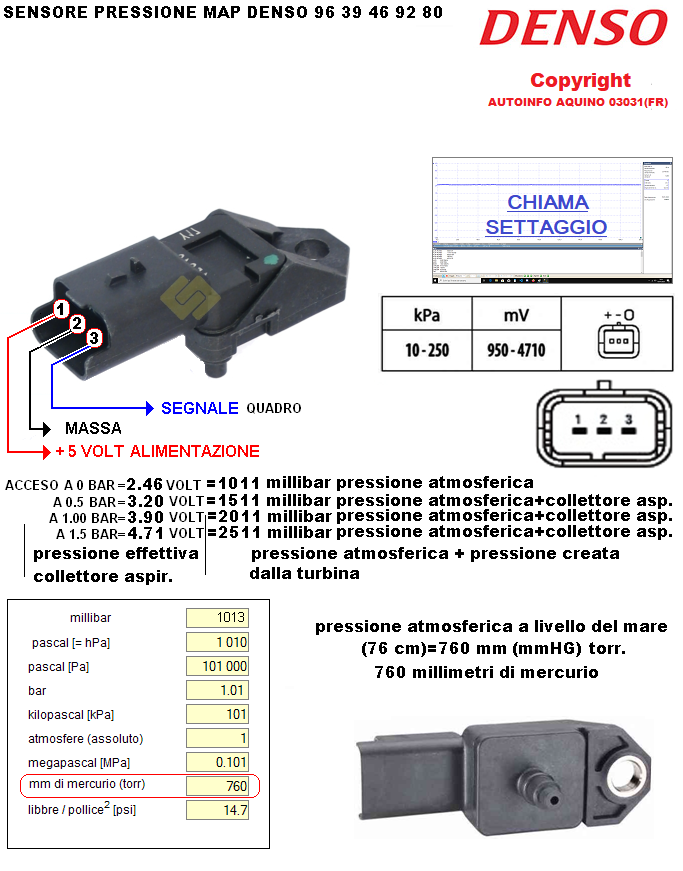 SENSORE PRESSIONE MAP DENSO 96 39 46 92 80
DENSO
Copyright
AUTOINFO AQUINO 03031(FR)
CHIAMA
SETTAGGIO
kPa mV + - O
10 - 250 950 - 4710
1
2
3
1 2 3
SEGNALE QUADRO
MASSA
+ 5 VOLT ALIMENTAZIONE
ACCESO A 0 BAR=2.46 VOLT =1011 millibar pressione atmosferica
A 0.5 BAR=3.20 VOLT =1511 millibar pressione atmosferica+collettore asp.
A 1.00 BAR=3.90 VOLT =2011 millibar pressione atmosferica+collettore asp.
A 1.5 BAR=4.71 VOLT =2511 millibar pressione atmosferica+collettore asp.
pressione effettiva
collettore aspir.
pressione atmosferica + pressione creata
dalla turbina
millibar 1013
pascal [= hPa] 1 010
pascal [Pa] 101 000
bar 1.01
kilopascal [kPa] 101
atmosfere (assoluto) 1
megapascal [MPa] 0.101
mm di mercurio (torr) 760
libbre / pollice2 [psi] 14.7
pressione atmosferica a livello del mare
(76 cm)=760 mm (mmHG) torr.
760 millimetri di mercurio